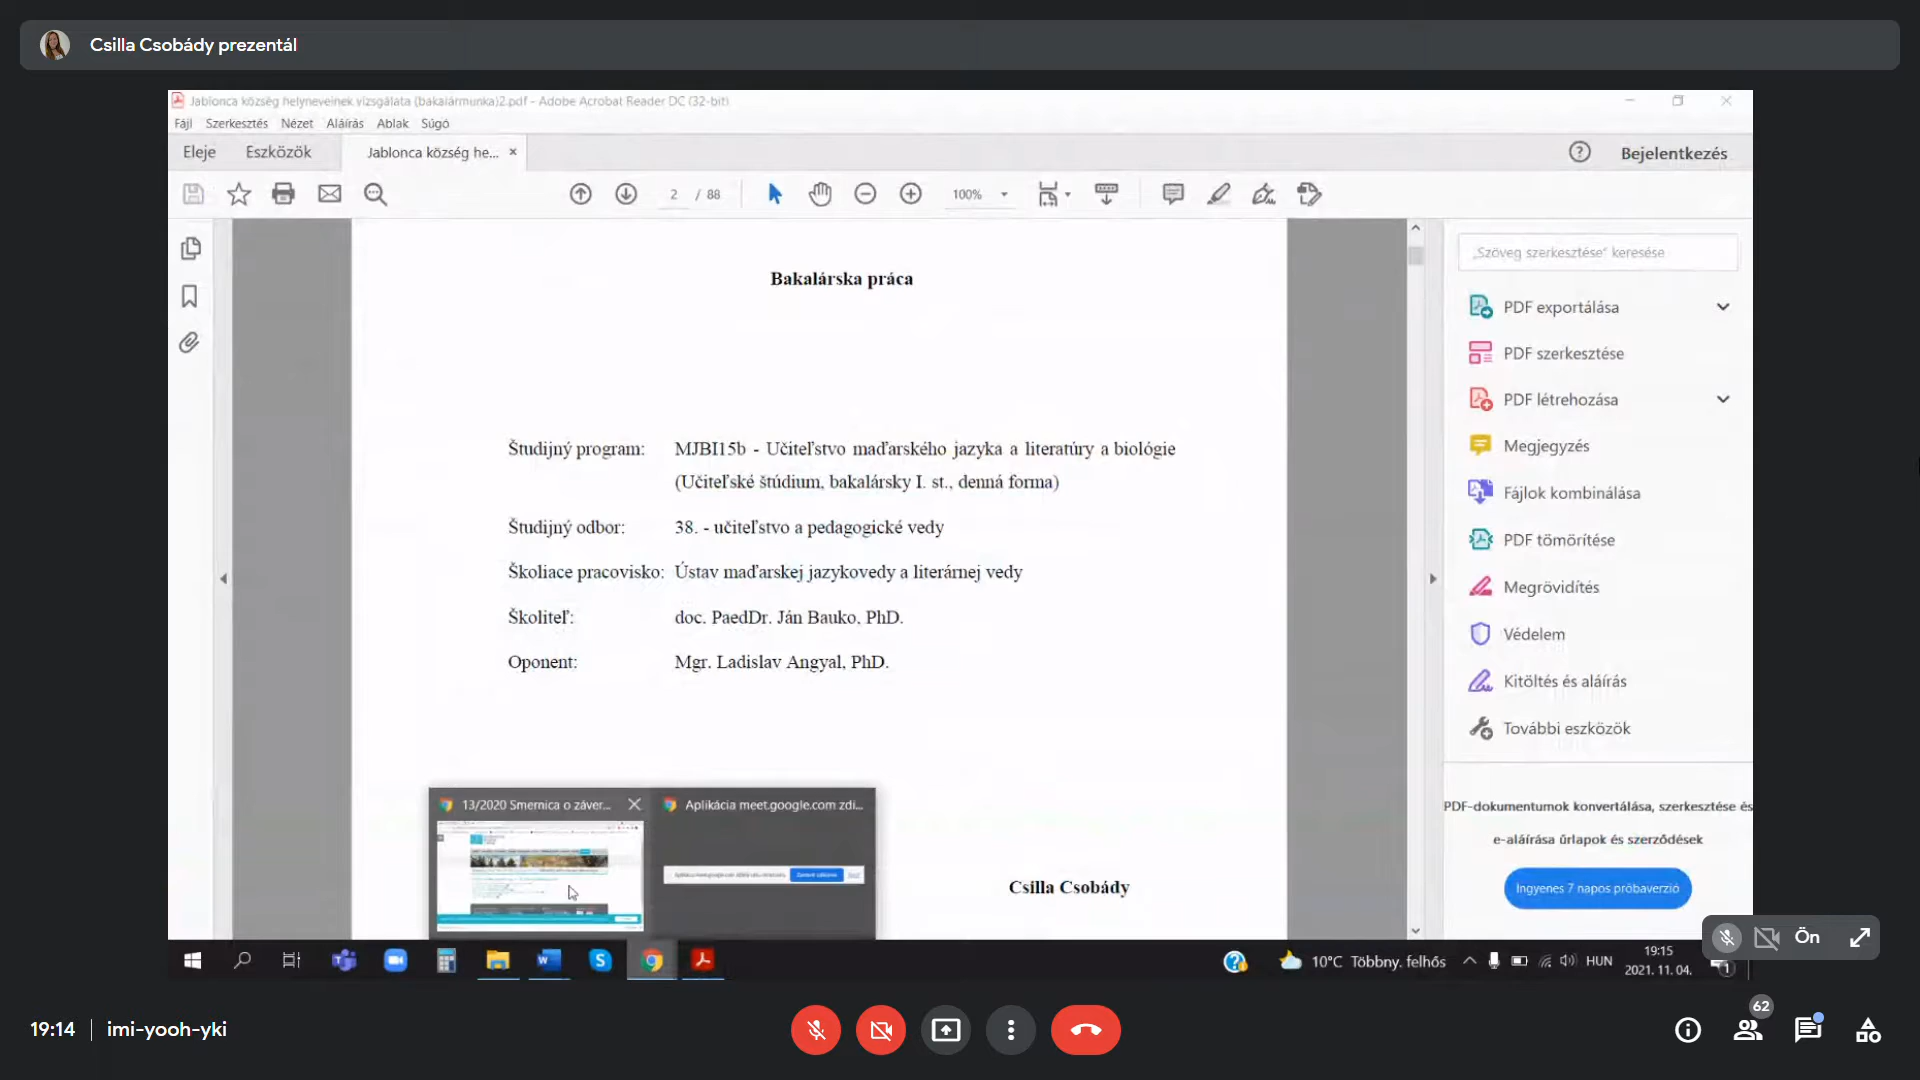 Csilla Csobády prezentál
Jablonca község helyneveinek vizsgálata (bakalármunka)2.pdf - Adobe Acrobat Reader DC (32-bit)
Fájl Szerkesztés Nézet Aláírás Ablak Súgó
Eleje Eszközök Jablonca község he... ×
Bejelentkezés
2 / 88 100%
„Szöveg szerkesztése” keresése
Bakalárska práca
PDF exportálása
PDF szerkesztése
PDF létrehozása
Megjegyzés
Fájlok kombinálása
PDF tömörítése
Megrövidítés
Védelem
Kitöltés és aláírás
További eszközök
Študijný program: MJBI15b - Učiteľstvo maďarského jazyka a literatúry a biológie
(Učiteľské štúdium, bakalársky I. st., denná forma)
Študijný odbor: 38. - učiteľstvo a pedagogické vedy
Školiace pracovisko: Ústav maďarskej jazykovedy a literárnej vedy
Školiteľ: doc. PaedDr. Ján Bauko, PhD.
Oponent: Mgr. Ladislav Angyal, PhD.
13/2020 Smernica o záver...
Aplikácia meet.google.com zdi...
PDF-dokumentumok konvertálása, szerkesztése és
e-aláírása űrlapok és szerződések
Ingyenes 7 napos próbaverzió
Csilla Csobády
Ön
10°C Többny. felhős
HUN
19:15
2021. 11. 04.
1
19:14 | imi-yooh-yki
62